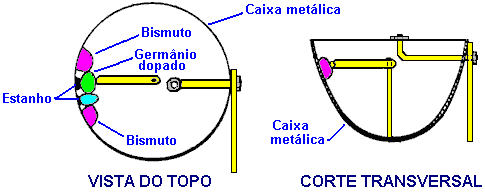 Bismuto
Caixa metálica
Germânio
dopado
Estanho
Bismuto
Caixa
metálica
VISTA DO TOPO
CORTE TRANSVERSAL